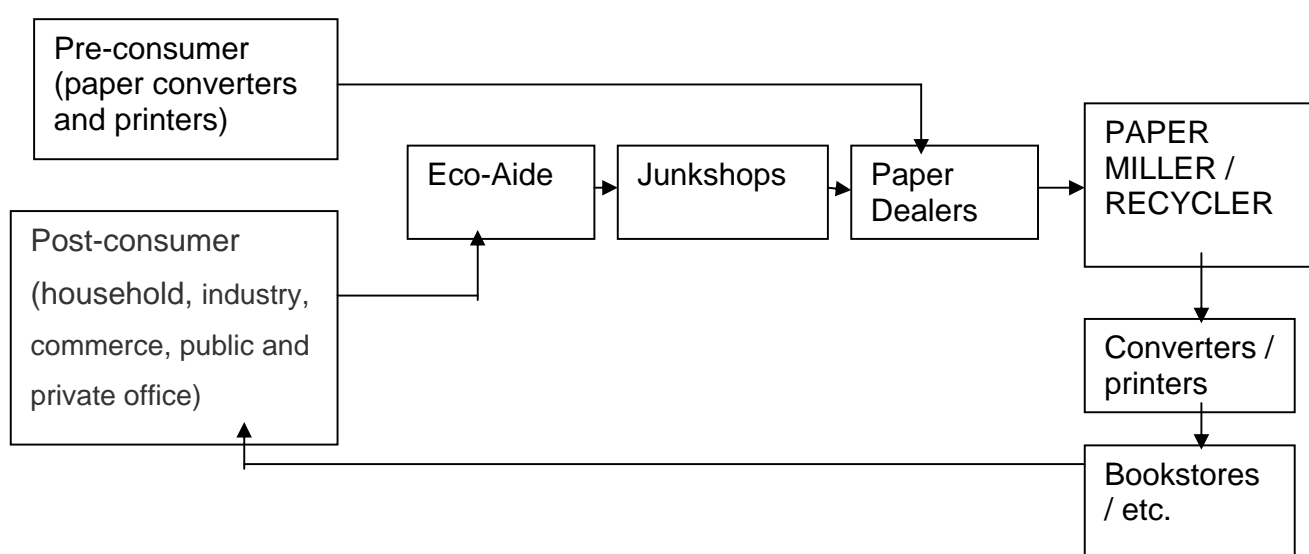 Pre-consumer
(paper converters
and printers)
Eco-Aide
Junkshops
Paper
Dealers
PAPER
MILLER /
RECYCLER
Post-consumer
(household, industry,
commerce, public and
private office)
Converters /
printers
Bookstores
/ etc.